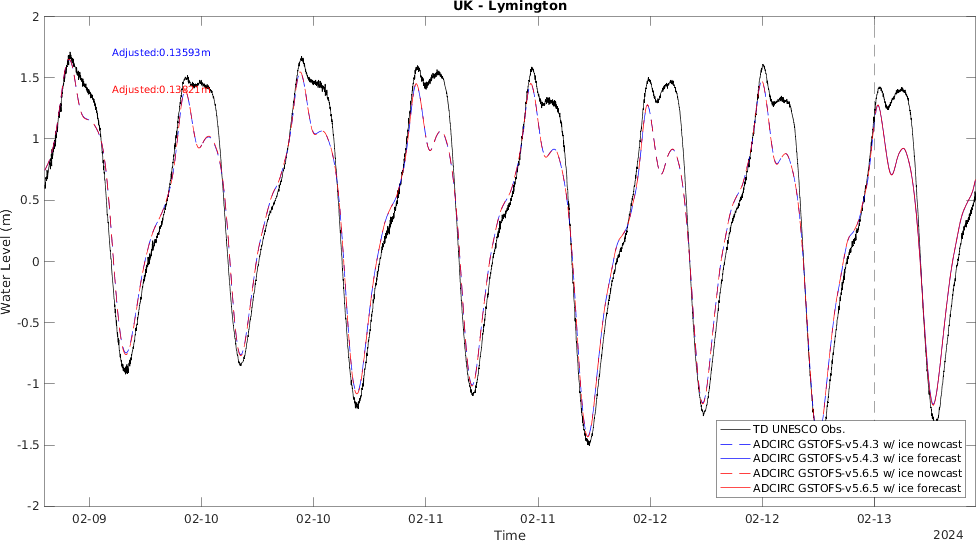 UK - Lymington
2
1.5
1
0.5
0
-0.5
-1
-1.5
-2
Water Level (m)
Adjusted:0.13593m
Adjusted:0.13821m
TD UNESCO Obs.
ADCIRC GSTOFS-v5.4.3 w/ ice nowcast
ADCIRC GSTOFS-v5.4.3 w/ ice forecast
ADCIRC GSTOFS-v5.6.5 w/ ice nowcast
ADCIRC GSTOFS-v5.6.5 w/ ice forecast
02-09 02-10 02-10 02-11 02-11 02-12 02-12 02-13
Time
2024